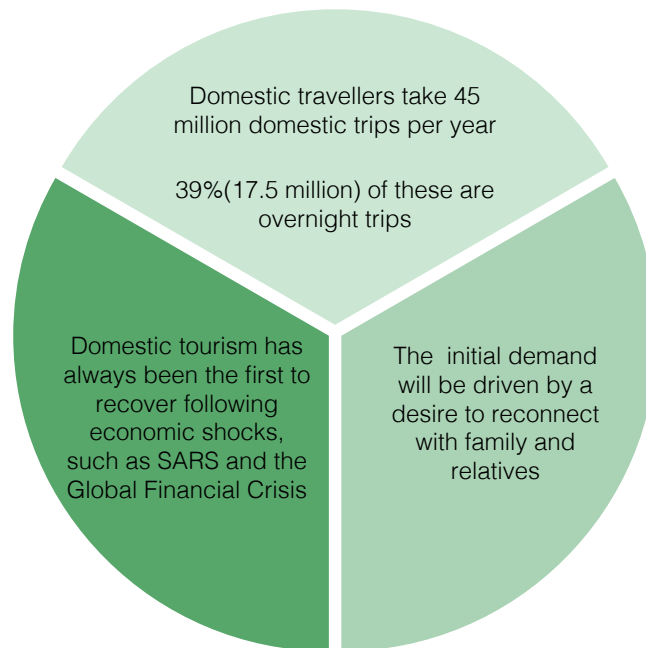 Domestic travellers take 45
million domestic trips per year
39%(17.5 million) of these are
overnight trips
Domestic tourism has
always been the first to
recover following
economic shocks,
such as SARS and the
Global Financial Crisis
The  initial demand
will be driven by a
desire to reconnect
with family and
relatives